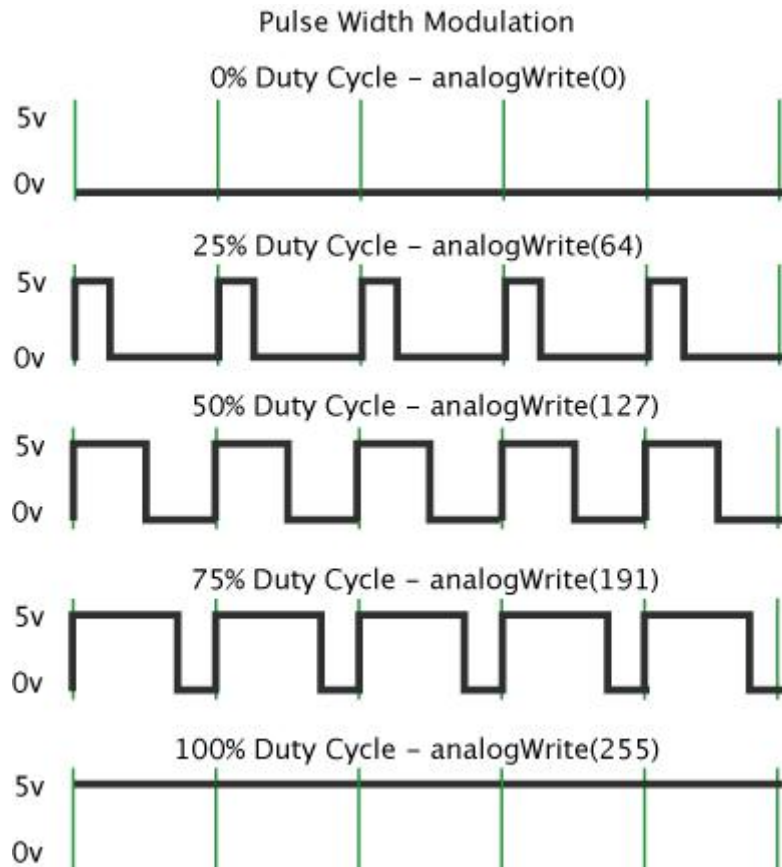 Pulse Width Modulation
0% Duty Cycle – analogWrite(0)
5v
0v
25% Duty Cycle – analogWrite(64)
5v
0v
50% Duty Cycle – analogWrite(127)
5v
0v
75% Duty Cycle – analogWrite(191)
5v
0v
100% Duty Cycle – analogWrite(255)
5v
0v